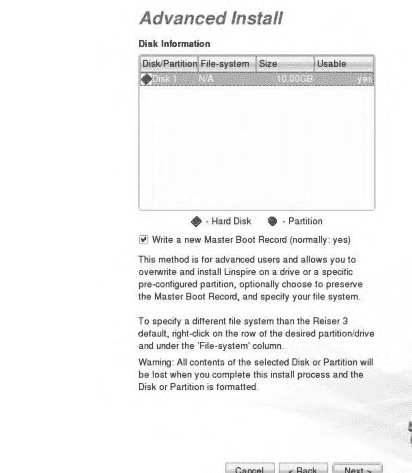 Advanced Install
Disk Information
Disk/Partition File-system Size Usable
Disk 1 N/A 10.00GB yes
- Hard Disk - Partition
Write a new Master Boot Record (normally: yes)
This method is for advanced users and allows you to
overwrite and install Linspire on a drive or a specific
pre-configured partition, optionally choose to preserve
the Master Boot Record, and specify your file system.
To specify a different file system than the Reiser 3
default, right-click on the row of the desired partition/drive
and under the 'File-system' column.
Warning: All contents of the selected Disk or Partition will
be lost when you complete this install process and the
Disk or Partition is formatted.
Cancel < Back Next >